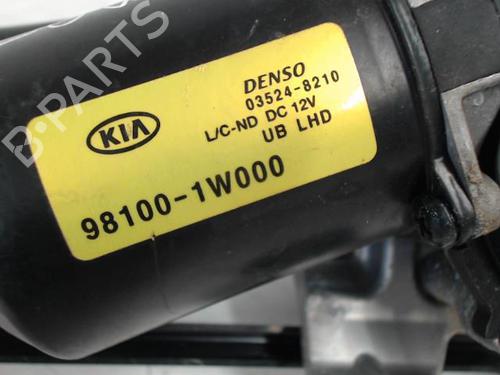 DENSO
03524-8210
L/C-ND DC 12V
UB LHD
KIA
98100-1W000
B-PARTS